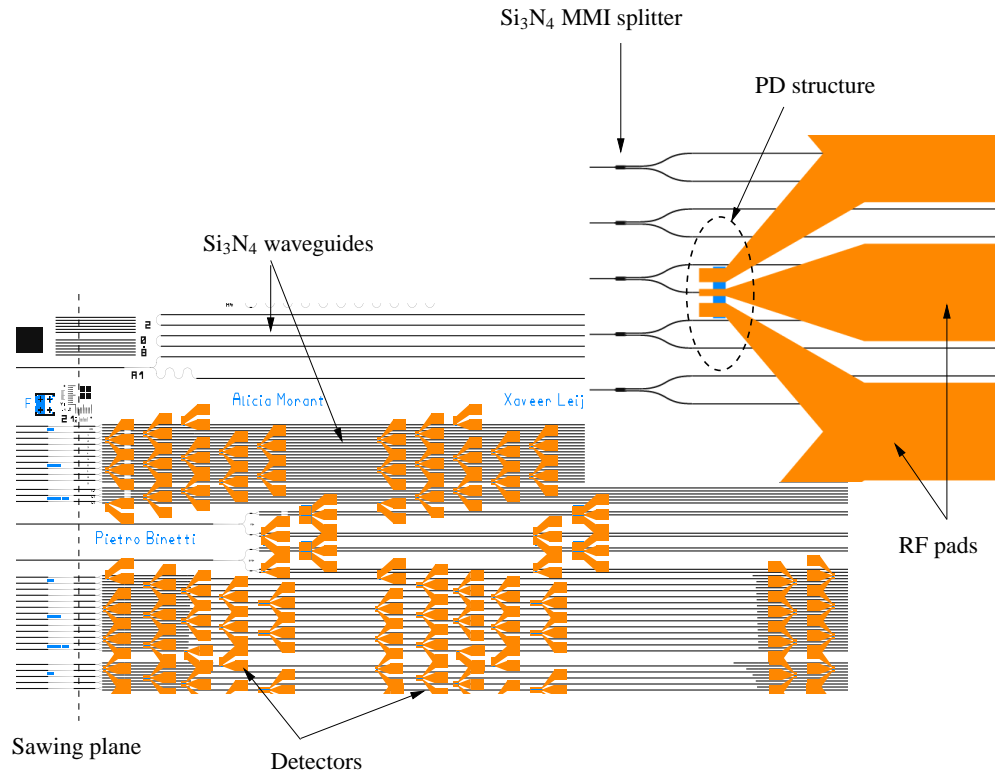 Si₃N₄ MMI splitter
PD structure
Si₃N₄ waveguides
2
0
.8
A1
F
Alicia Morant
Xaveer Leij
Pietro Binetti
RF pads
Sawing plane
Detectors